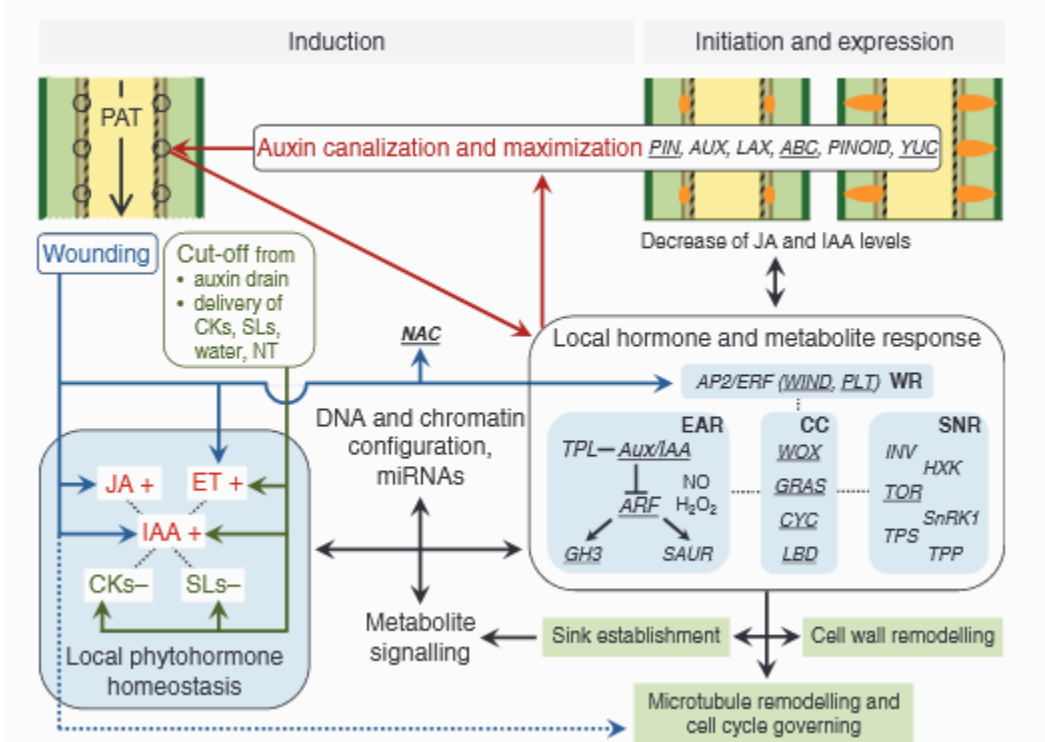 Induction
Initiation and expression
PAT
Auxin canalization and maximization PIN, AUX, LAX, ABC, PINOID, YUC
Decrease of JA and IAA levels
Wounding
Cut-off from
• auxin drain
• delivery of
CKs, SLs,
water, NT
NAC
DNA and chromatin
configuration,
miRNAs
Local hormone and metabolite response
AP2/ERF (WIND, PLT) WR
EAR
TPL Aux/IAA
NO
H₂O₂
ARF
GH3
SAUR
CC
WOX
GRAS
CYC
LBD
SNR
INV
HXK
TOR
SnRK1
TPS
TPP
JA +
ET +
IAA +
CKs–
SLs–
Local phytohormone
homeostasis
Metabolite
signalling
Sink establishment
Cell wall remodelling
Microtubule remodelling and
cell cycle governing